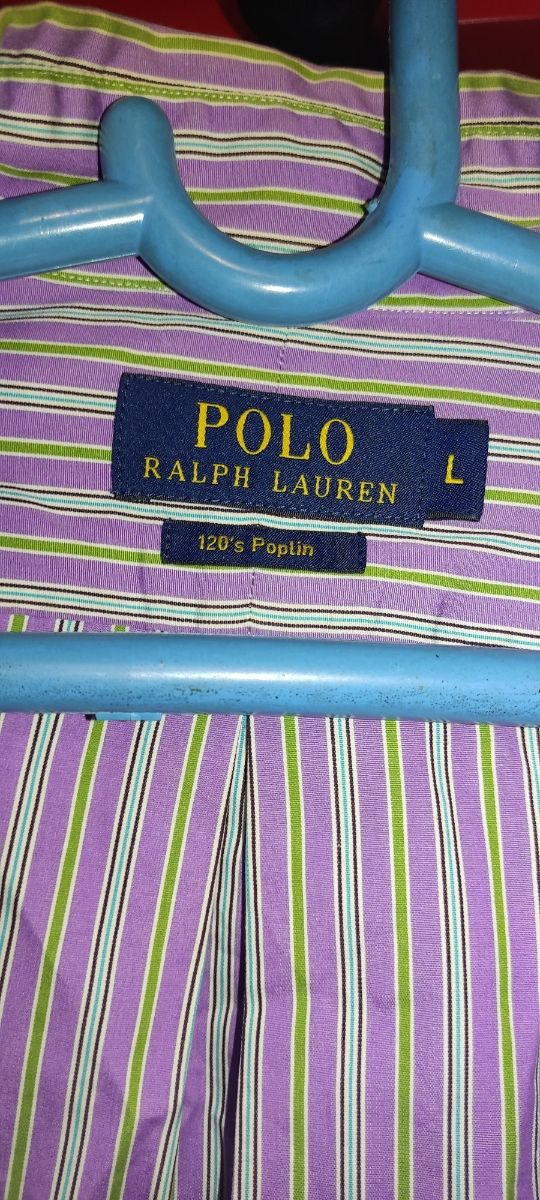 POLO
RALPH LAUREN
L
120's Poplin